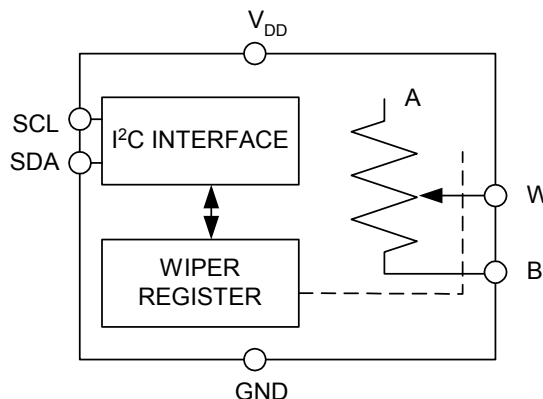 V_DD
A
SCL
I²C INTERFACE
SDA
W
WIPER
REGISTER
B
GND